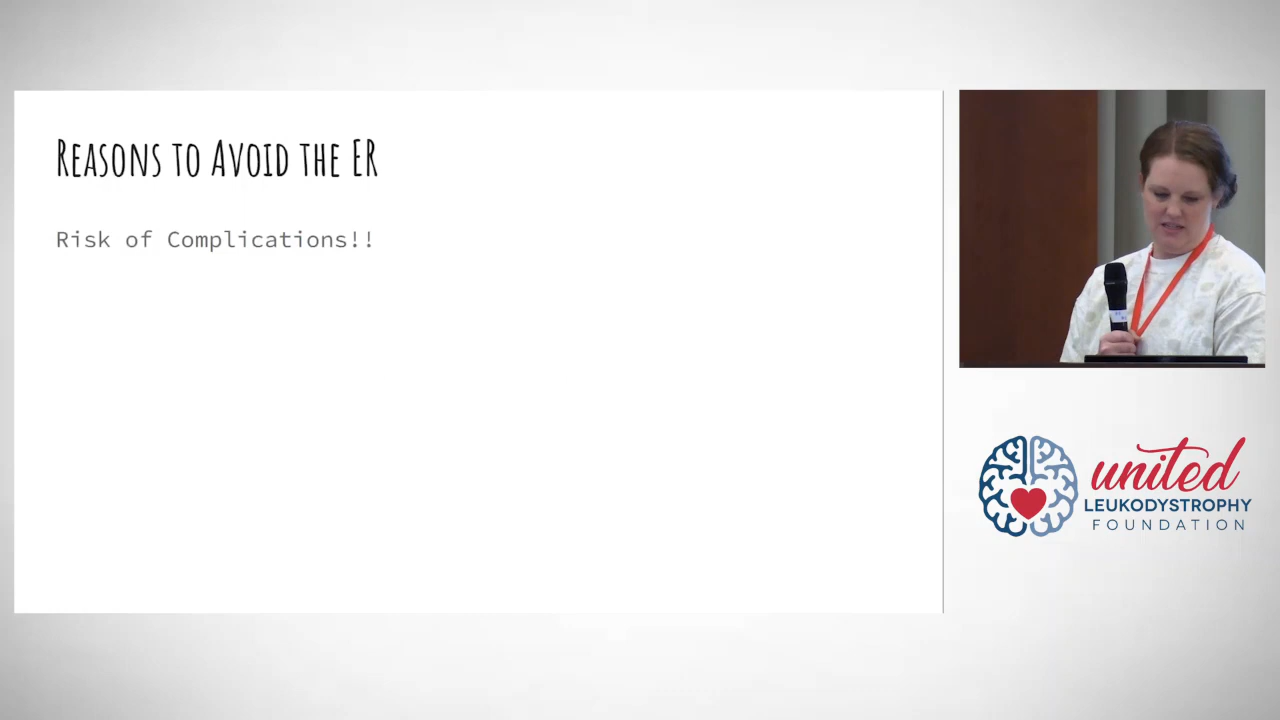 Reasons to Avoid the ER
Risk of Complications!!
united
LEUKODYSTROPHY
FOUNDATION